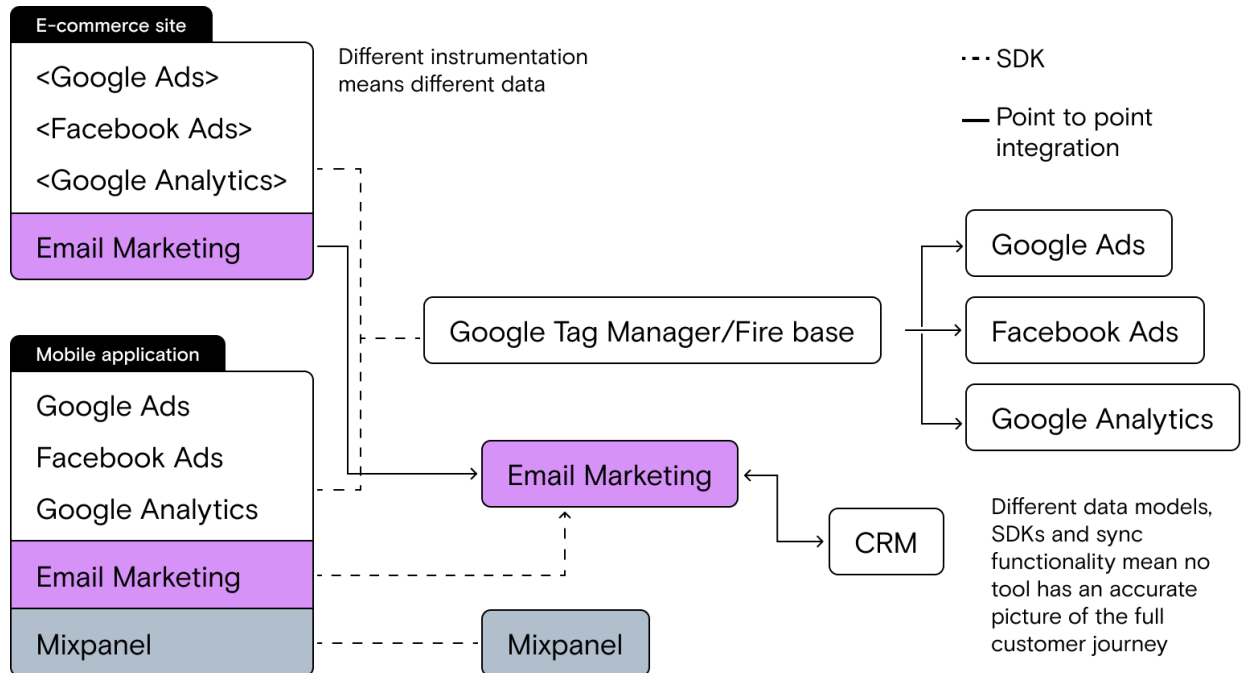 E-commerce site
<Google Ads>
<Facebook Ads>
<Google Analytics>
Email Marketing
Different instrumentation
means different data
SDK
Point to point
integration
Google Tag Manager/Fire base
Google Ads
Facebook Ads
Google Analytics
Mobile application
Google Ads
Facebook Ads
Google Analytics
Email Marketing
Mixpanel
Email Marketing
CRM
Mixpanel
Different data models,
SDKs and sync
functionality mean no
tool has an accurate
picture of the full
customer journey